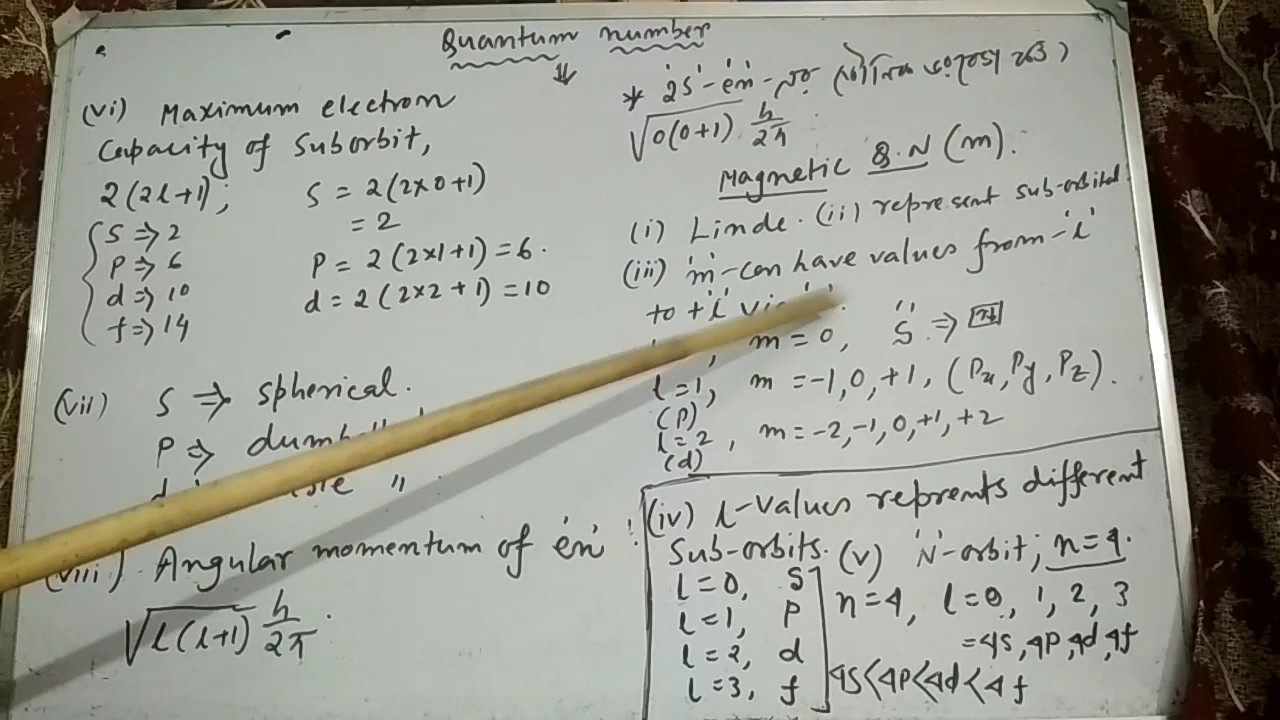 Quantum number
⇓
(vi) Maximum electron
Capacity of Suborbit,
2(2l+1);
S ⇒ 2
P ⇒ 6
d ⇒ 10
f ⇒ 14
S = 2(2×0+1)
= 2
P = 2(2×1+1) = 6.
d = 2(2×2+1) = 10
(vii) S ⇒ spherical.
P ⇒
"
(viii) Angular momentum of en
√l(l+1) h/2π.
* 2s - en -
√0(0+1) h/2π
Magnetic Q.N (m).
(i) Linde. (ii) represent sub-orbital
(iii) 'm'-can have values from -'l'
to +'l'
m = 0, S ⇒ ⇅
l = 1, m = -1, 0, +1, (Px, Py, Pz).
(P)
l = 2, m = -2, -1, 0, +1, +2
(d)
(iv) l-values reprents different
Sub-orbits. (v) 'N'-orbit; n=4.
l = 0, S
l = 1, P
l = 2, d
l = 3, f
n = 4, l = 0, 1, 2, 3
= 4s, 4p, 4d, 4f
4s < 4p < 4d < 4f